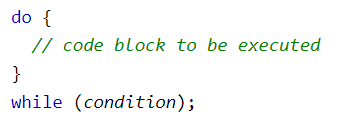 do {
  // code block to be executed
}
while (condition);